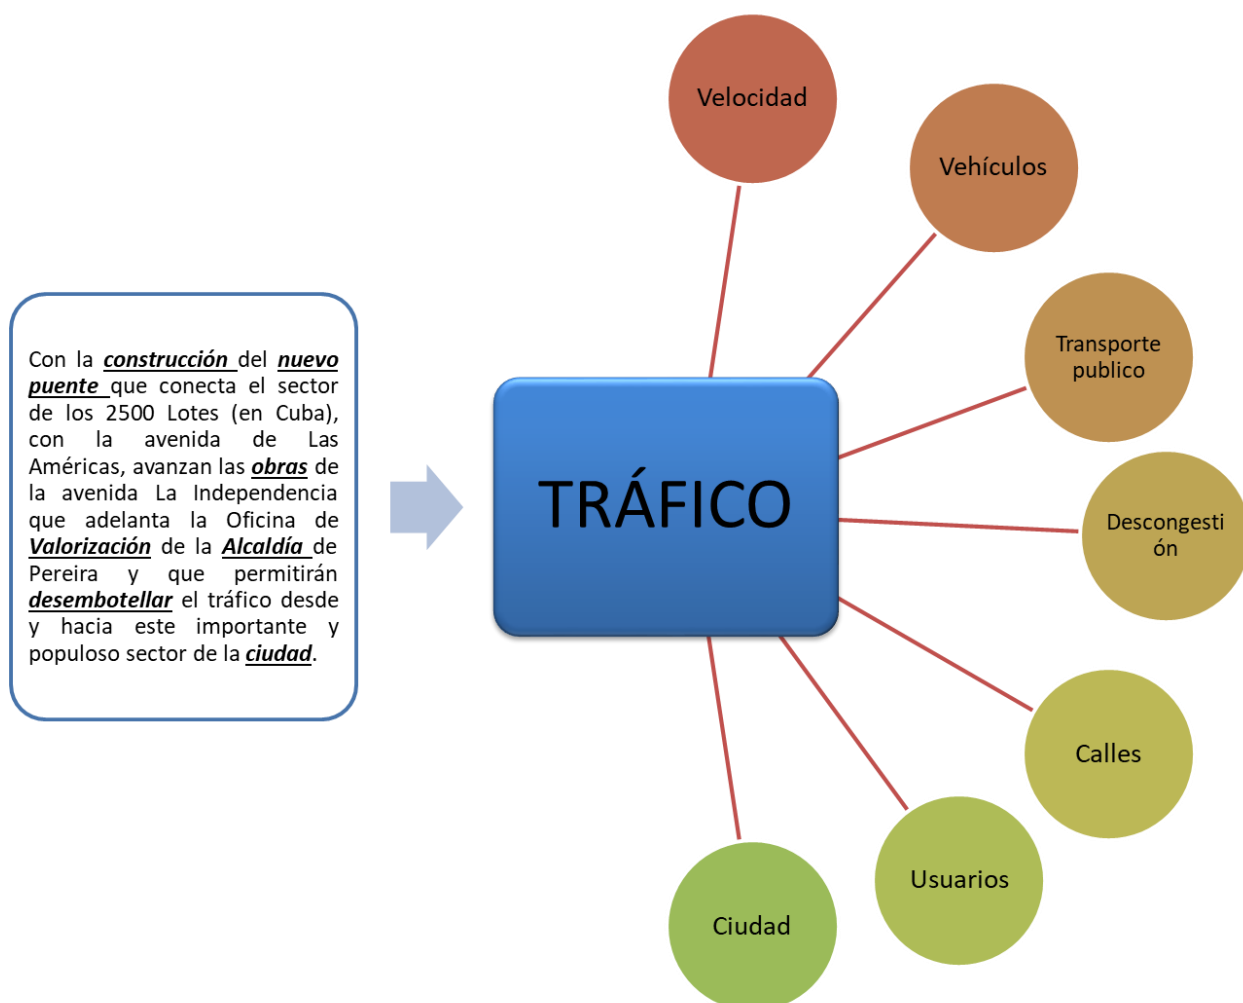 Con la construcción del nuevo
puente que conecta el sector
de los 2500 Lotes (en Cuba),
con la avenida de Las
Américas, avanzan las obras de
la avenida La Independencia
que adelanta la Oficina de
Valorización de la Alcaldía de
Pereira y que permitirán
desembotellar el tráfico desde
y hacia este importante y
populoso sector de la ciudad.
TRÁFICO
Velocidad
Vehículos
Transporte
publico
Descongesti
ón
Calles
Usuarios
Ciudad